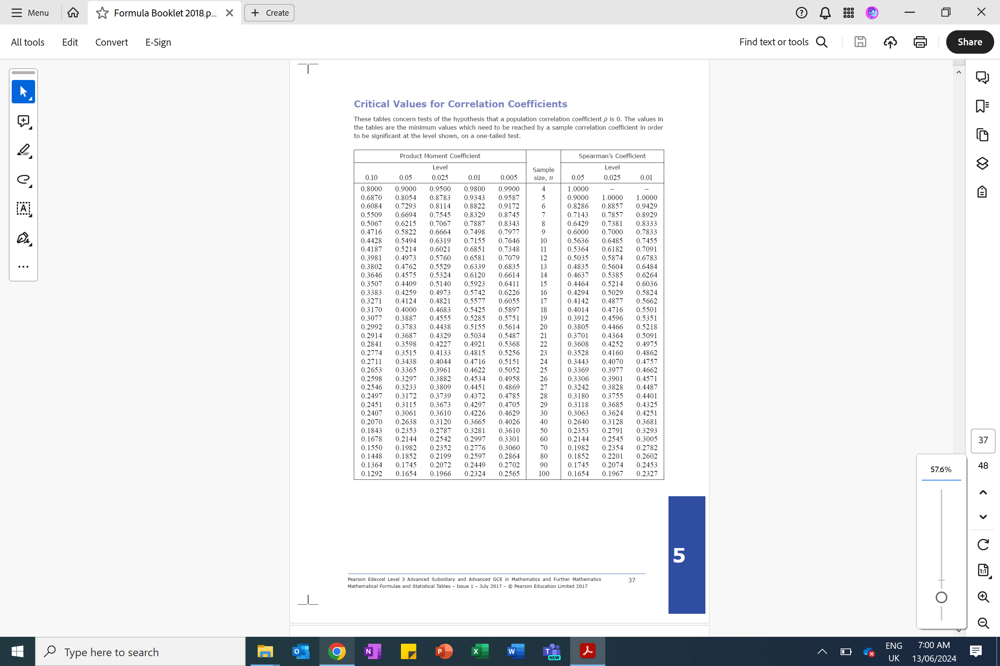 Menu
Formula Booklet 2018.p...
Create
All tools
Edit
Convert
E-Sign
Find text or tools
Share
Critical Values for Correlation Coefficients
These tables concern tests of the hypothesis that a population correlation coefficient ρ is 0. The values in
the tables are the minimum values which need to be reached by a sample correlation coefficient in order
to be significant at the level shown, on a one-tailed test.
Product Moment Coefficient Spearman's Coefficient
Level Sample Level
0.10 0.05 0.025 0.01 0.005 size, n 0.05 0.025 0.01
0.8000 0.9000 0.9500 0.9800 0.9900 4 1.0000 – –
0.6870 0.8054 0.8783 0.9343 0.9587 5 0.9000 1.0000 1.0000
0.6084 0.7293 0.8114 0.8822 0.9172 6 0.8286 0.8857 0.9429
0.5509 0.6694 0.7545 0.8329 0.8745 7 0.7143 0.7857 0.8929
0.5067 0.6215 0.7067 0.7887 0.8343 8 0.6429 0.7381 0.8333
0.4716 0.5822 0.6664 0.7498 0.7977 9 0.6000 0.7000 0.7833
0.4428 0.5494 0.6319 0.7155 0.7646 10 0.5636 0.6485 0.7455
0.4187 0.5214 0.6021 0.6851 0.7348 11 0.5364 0.6182 0.7091
0.3981 0.4973 0.5760 0.6581 0.7079 12 0.5035 0.5874 0.6783
0.3802 0.4762 0.5529 0.6339 0.6835 13 0.4835 0.5604 0.6484
0.3646 0.4575 0.5324 0.6120 0.6614 14 0.4637 0.5385 0.6264
0.3507 0.4409 0.5140 0.5923 0.6411 15 0.4464 0.5214 0.6036
0.3383 0.4259 0.4973 0.5742 0.6226 16 0.4294 0.5029 0.5824
0.3271 0.4124 0.4821 0.5577 0.6055 17 0.4142 0.4877 0.5662
0.3170 0.4000 0.4683 0.5425 0.5897 18 0.4014 0.4716 0.5501
0.3077 0.3887 0.4555 0.5285 0.5751 19 0.3912 0.4596 0.5351
0.2992 0.3783 0.4438 0.5155 0.5614 20 0.3805 0.4466 0.5218
0.2914 0.3687 0.4329 0.5034 0.5487 21 0.3701 0.4364 0.5091
0.2841 0.3598 0.4227 0.4921 0.5368 22 0.3608 0.4252 0.4975
0.2774 0.3515 0.4133 0.4815 0.5256 23 0.3528 0.4160 0.4862
0.2711 0.3438 0.4044 0.4716 0.5151 24 0.3443 0.4070 0.4757
0.2653 0.3365 0.3961 0.4622 0.5052 25 0.3369 0.3977 0.4662
0.2598 0.3297 0.3882 0.4534 0.4958 26 0.3306 0.3901 0.4571
0.2546 0.3233 0.3809 0.4451 0.4869 27 0.3242 0.3828 0.4487
0.2497 0.3172 0.3739 0.4372 0.4785 28 0.3180 0.3755 0.4401
0.2451 0.3115 0.3673 0.4297 0.4705 29 0.3118 0.3685 0.4325
0.2407 0.3061 0.3610 0.4226 0.4629 30 0.3063 0.3624 0.4251
0.2070 0.2638 0.3120 0.3665 0.4026 40 0.2640 0.3128 0.3681
0.1843 0.2353 0.2787 0.3281 0.3610 50 0.2353 0.2791 0.3293
0.1678 0.2144 0.2542 0.2997 0.3301 60 0.2144 0.2545 0.3005
0.1550 0.1982 0.2352 0.2776 0.3060 70 0.1982 0.2354 0.2782
0.1448 0.1852 0.2199 0.2597 0.2864 80 0.1852 0.2201 0.2602
0.1364 0.1745 0.2072 0.2449 0.2702 90 0.1745 0.2074 0.2453
0.1292 0.1654 0.1966 0.2324 0.2565 100 0.1654 0.1967 0.2327
5
Pearson Edexcel Level 3 Advanced Subsidiary and Advanced GCE in Mathematics and Further Mathematics 37
Mathematical Formulae and Statistical Tables – Issue 1 – July 2017 – © Pearson Education Limited 2017
37
48
57.6%
1:1
Type here to search
NEW
ENG
UK
7:00 AM
13/06/2024